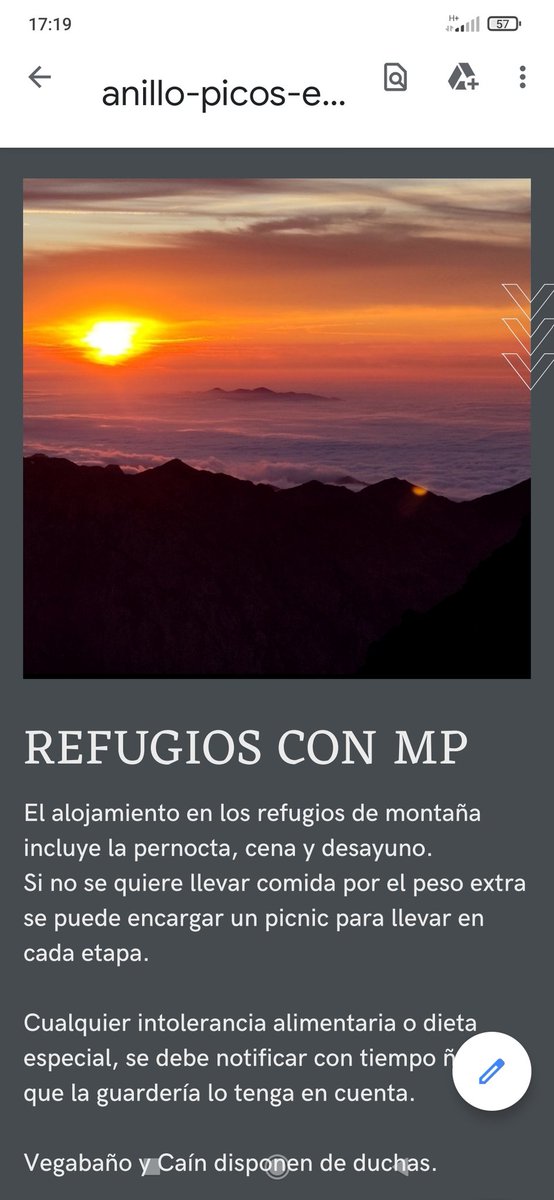 17:19
H+
57
anillo-picos-e...
REFUGIOS CON MP
El alojamiento en los refugios de montaña
incluye la pernocta, cena y desayuno.
Si no se quiere llevar comida por el peso extra
se puede encargar un picnic para llevar en
cada etapa.
Cualquier intolerancia alimentaria o dieta
especial, se debe notificar con tiempo
que la guardería lo tenga en cuenta.
Vegabaño y Caín disponen de duchas.